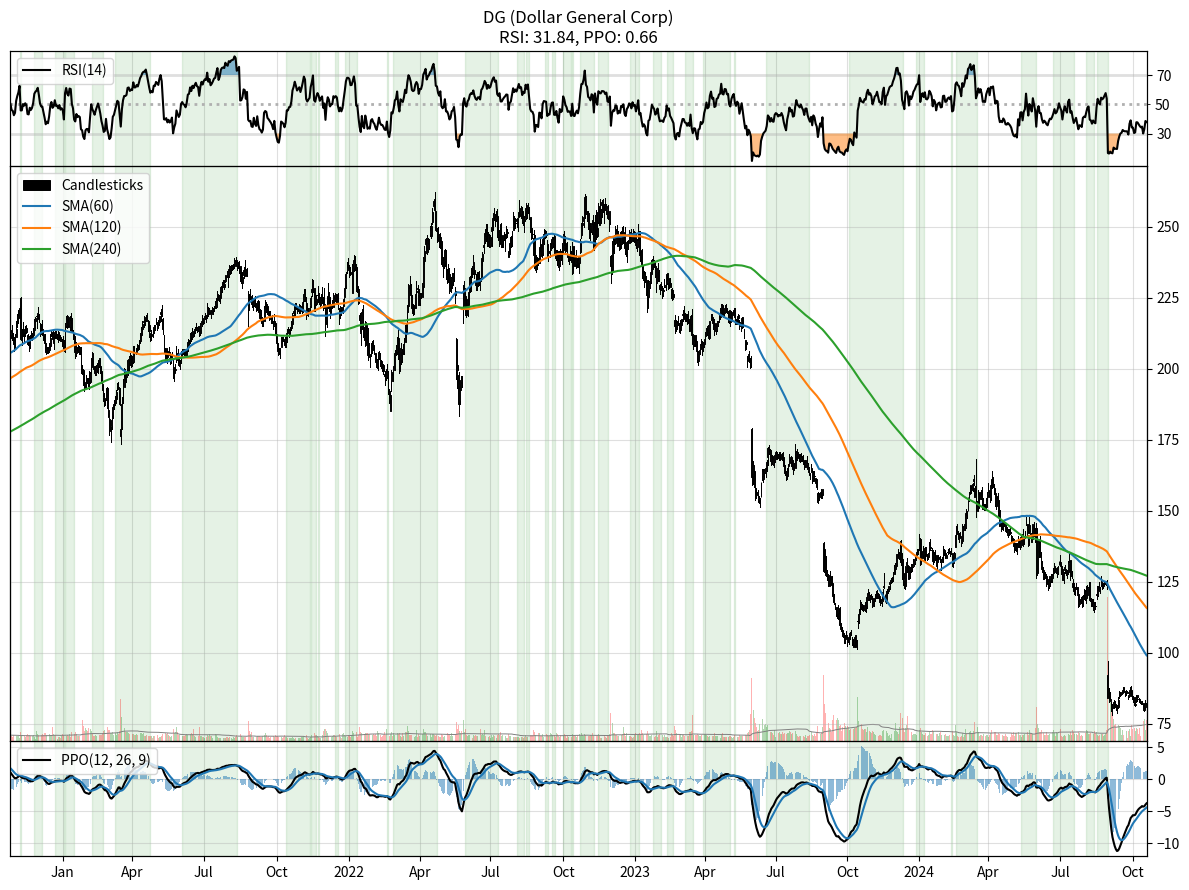 DG (Dollar General Corp)
RSI: 31.84, PPO: 0.66
RSI(14)
70
50
30
Candlesticks
SMA(60)
SMA(120)
SMA(240)
250
225
200
175
150
125
100
75
PPO(12, 26, 9)
5
0
−5
−10
Jan Apr Jul Oct 2022 Apr Jul Oct 2023 Apr Jul Oct 2024 Apr Jul Oct